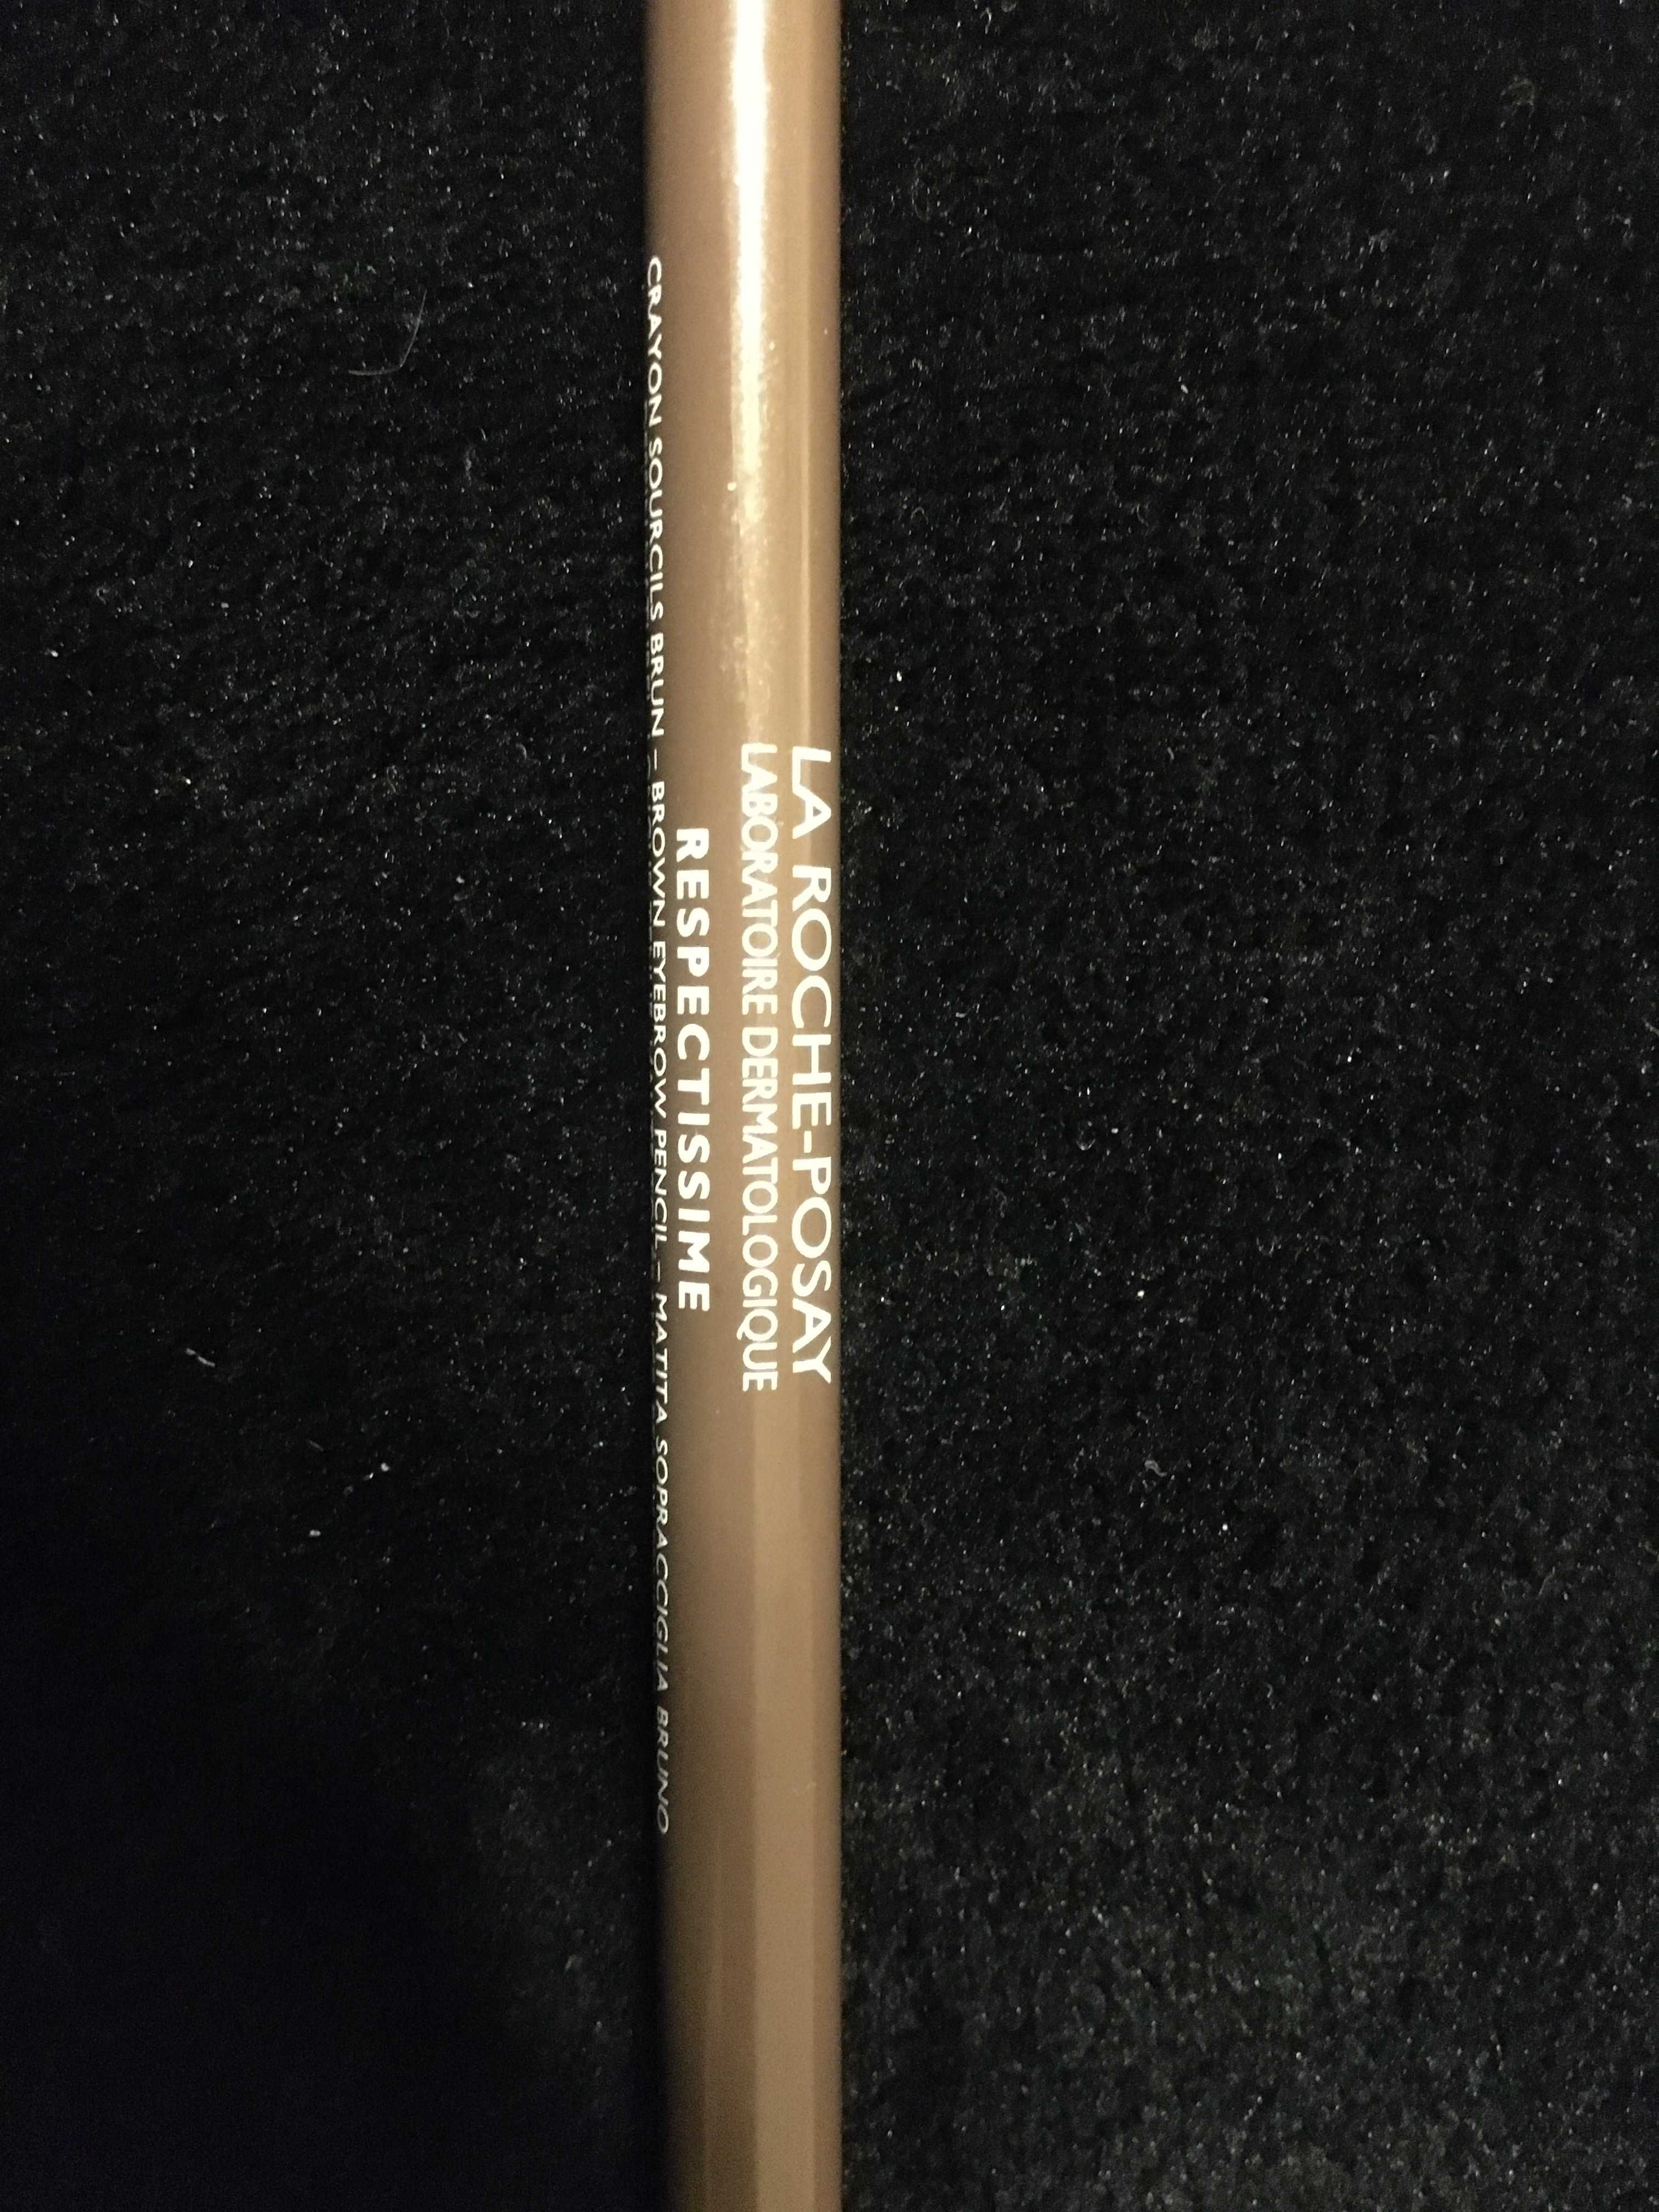 LA ROCHE-POSAY
LABORATOIRE DERMATOLOGIQUE
RESPECTISSIME
CRAYON SOURCILS BRUN – BROWN EYEBROW PENCIL – MATITA SOPRACCIGLIA BRUNO